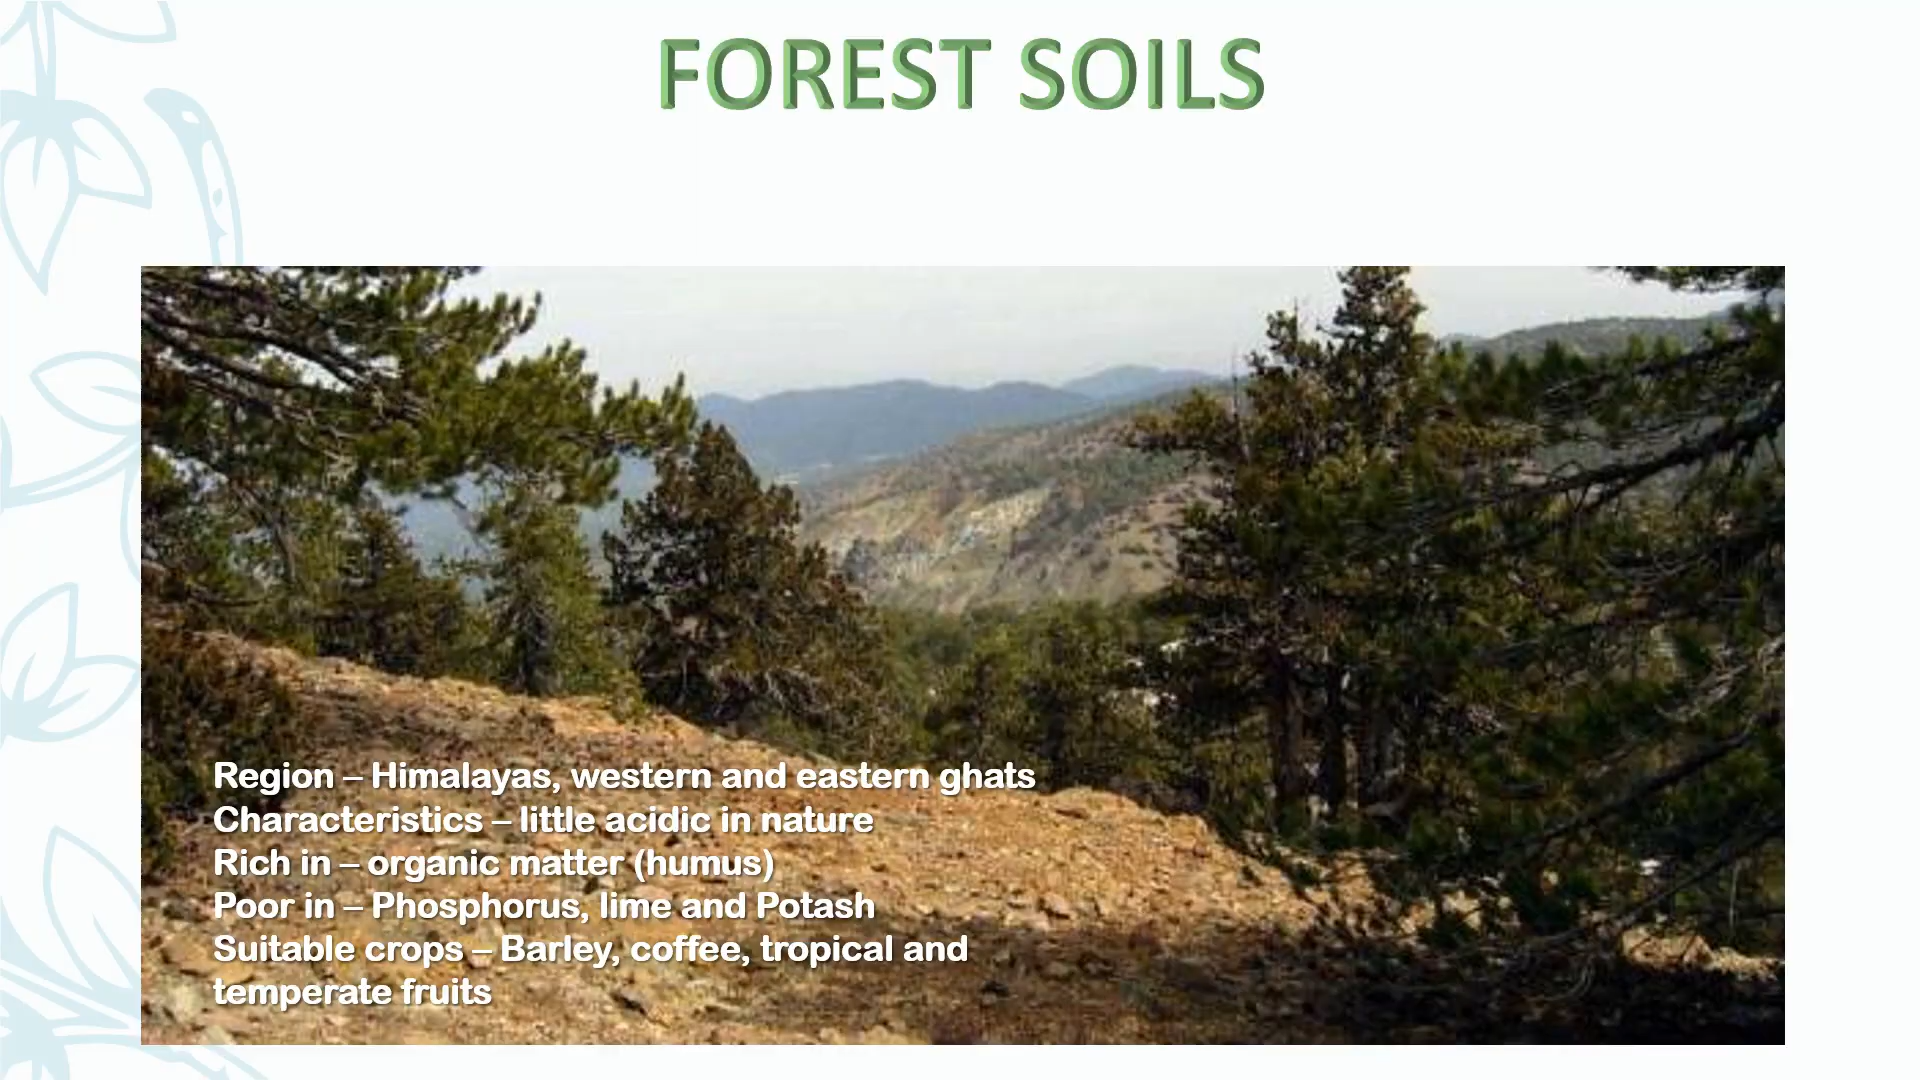 FOREST SOILS
Region – Himalayas, western and eastern ghats
Characteristics – little acidic in nature
Rich in – organic matter (humus)
Poor in – Phosphorus, lime and Potash
Suitable crops – Barley, coffee, tropical and
temperate fruits